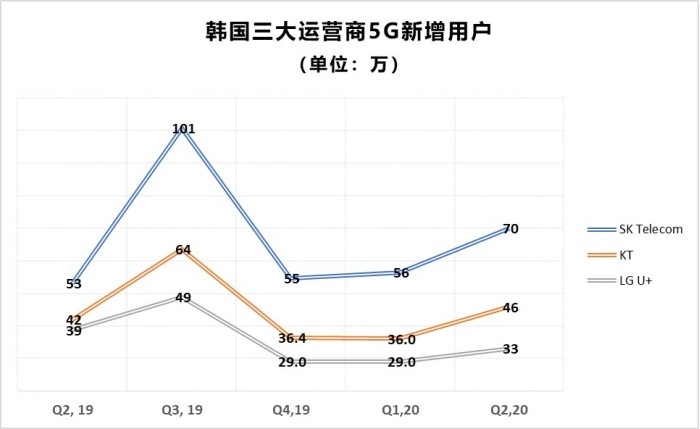 韩国三大运营商5G新增用户
（单位：万）
101
70
64
53
55
56
49
46
42
39
36.4
36.0
33
29.0
29.0
SK Telecom
KT
LG U+
Q2, 19
Q3, 19
Q4,19
Q1,20
Q2,20